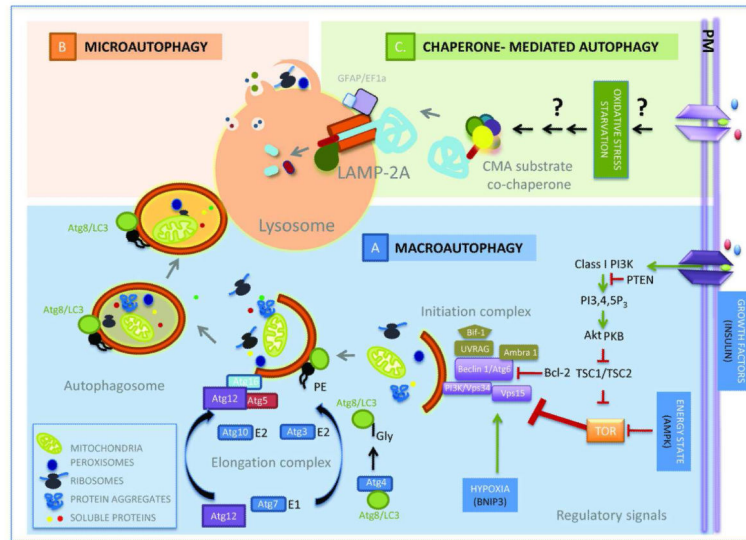 B
MICROAUTOPHAGY
C.
CHAPERONE- MEDIATED AUTOPHAGY
PM
GFAP/EF1a
?
?
OXIDATIVE STRESS
STARVATION
LAMP-2A
CMA substrate
co-chaperone
Lysosome
Atg8/LC3
A
MACROAUTOPHAGY
Class I PI3K
PTEN
PI3,4,5P3
Akt PKB
TSC1/TSC2
TOR
GROWTH FACTORS
(INSULIN)
ENERGY STATE
(AMPK)
Initiation complex
Bif-1
UVRAG
Ambra 1
Beclin 1/Atg6
Bcl-2
PI3K/Vps34
Vps15
HYPOXIA
(BNIP3)
Regulatory signals
Atg8/LC3
Autophagosome
PE
Atg16
Atg12
Atg5
Atg10 E2
Atg3 E2
Elongation complex
Atg7 E1
Atg12
Atg8/LC3
Gly
Atg4
Atg8/LC3
MITOCHONDRIA
PEROXISOMES
RIBOSOMES
PROTEIN AGGREGATES
SOLUBLE PROTEINS